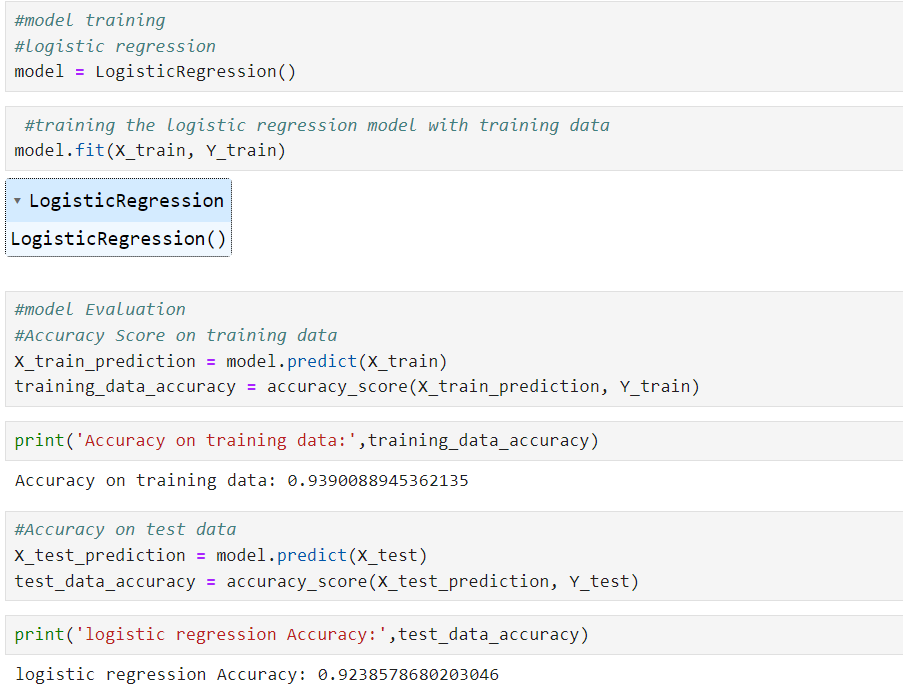 #model training
#logistic regression
model = LogisticRegression()
#training the logistic regression model with training data
model.fit(X_train, Y_train)
▾ LogisticRegression
LogisticRegression()
#model Evaluation
#Accuracy Score on training data
X_train_prediction = model.predict(X_train)
training_data_accuracy = accuracy_score(X_train_prediction, Y_train)
print('Accuracy on training data:',training_data_accuracy)
Accuracy on training data: 0.9390088945362135
#Accuracy on test data
X_test_prediction = model.predict(X_test)
test_data_accuracy = accuracy_score(X_test_prediction, Y_test)
print('logistic regression Accuracy:',test_data_accuracy)
logistic regression Accuracy: 0.9238578680203046